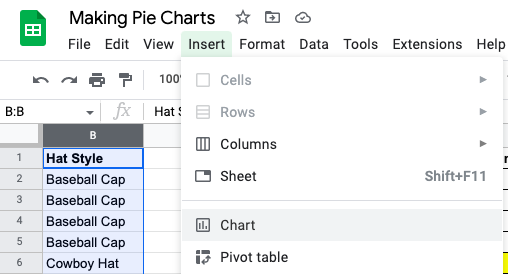 Making Pie Charts
File Edit View Insert Format Data Tools Extensions Help
100%
Cells
B:B fx Hat S
Rows
B
Columns
1 Hat Style
2 Baseball Cap Sheet Shift+F11
3 Baseball Cap
4 Baseball Cap Chart
5 Baseball Cap
6 Cowboy Hat Pivot table